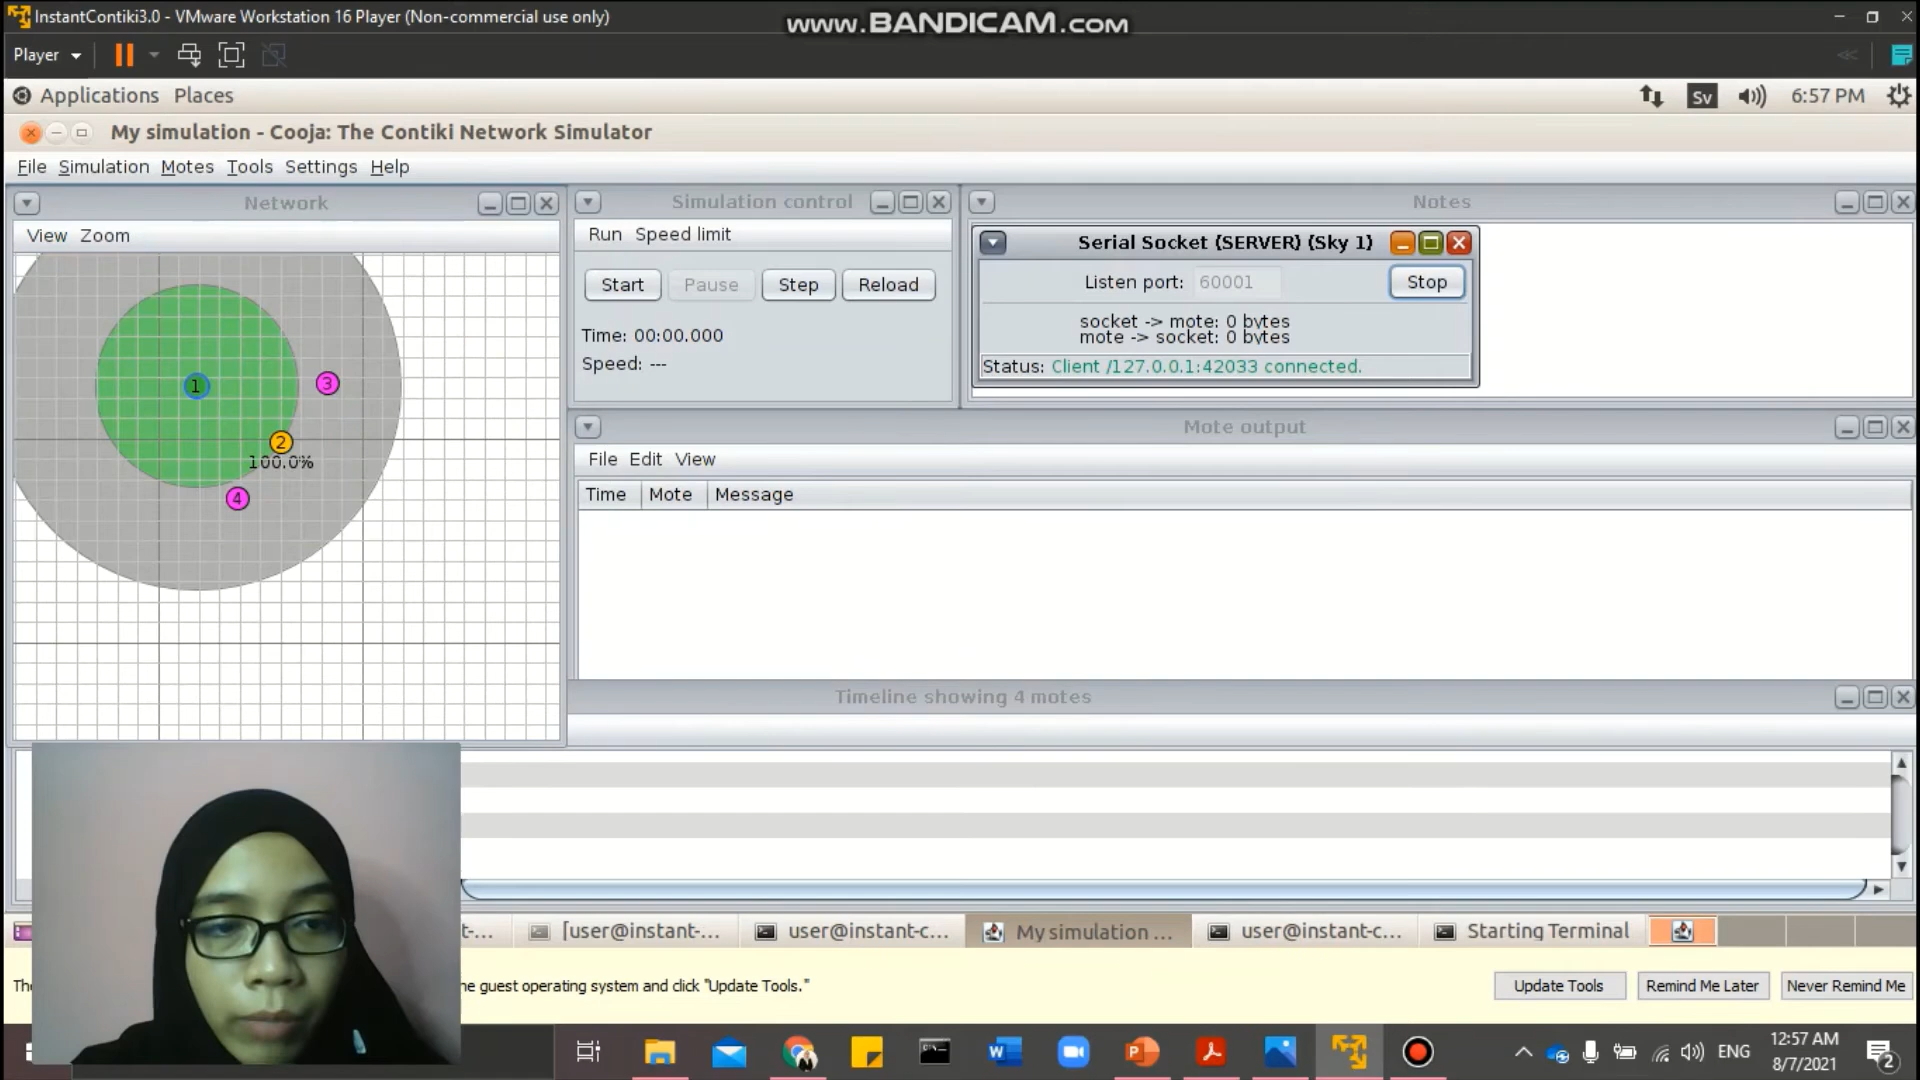 InstantContiki3.0 - VMware Workstation 16 Player (Non-commercial use only)
www.BANDICAM.com
Player
Applications Places
Sv
6:57 PM
My simulation - Cooja: The Contiki Network Simulator
File Simulation Motes Tools Settings Help
Network
View Zoom
1
3
2
100.0%
4
Simulation control
Run Speed limit
Start Pause Step Reload
Time: 00:00.000
Speed: ---
Notes
Serial Socket (SERVER) (Sky 1)
Listen port: 60001 Stop
socket -> mote: 0 bytes
mote -> socket: 0 bytes
Status: Client /127.0.0.1:42033 connected.
Mote output
File Edit View
Time Mote Message
Timeline showing 4 motes
t-... [user@instant-... user@instant-c... My simulation ... user@instant-c... Starting Terminal
guest operating system and click "Update Tools."
Update Tools Remind Me Later Never Remind Me
ENG
12:57 AM
8/7/2021
2